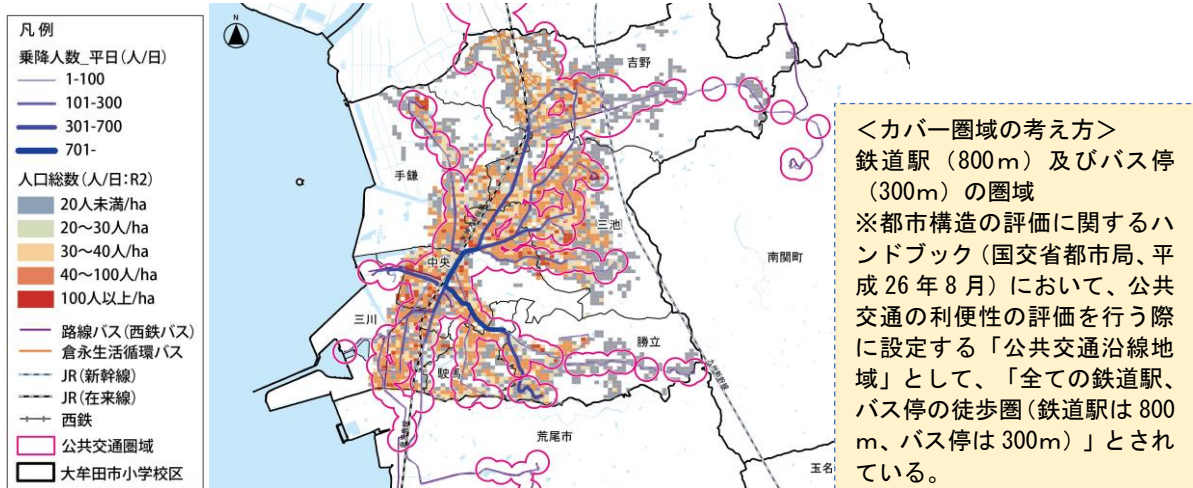 凡例
乗降人数_平日(人/日)
1-100
101-300
301-700
701-
人口総数(人/日:R2)
20人未満/ha
20～30人/ha
30～40人/ha
40～100人/ha
100人以上/ha
路線バス(西鉄バス)
倉永生活循環バス
JR(新幹線)
JR(在来線)
西鉄
公共交通圏域
大牟田市小学校区
N
吉野
手鎌
三池
南関町
中央
三川
勝立
駛馬
荒尾市
玉名
＜カバー圏域の考え方＞
鉄道駅（800ｍ）及びバス停
（300ｍ）の圏域
※都市構造の評価に関するハ
ンドブック（国交省都市局、平
成 26 年 8 月）において、公共
交通の利便性の評価を行う際
に設定する「公共交通沿線地
域」として、「全ての鉄道駅、
バス停の徒歩圏（鉄道駅は 800
ｍ、バス停は 300ｍ）」とされ
ている。